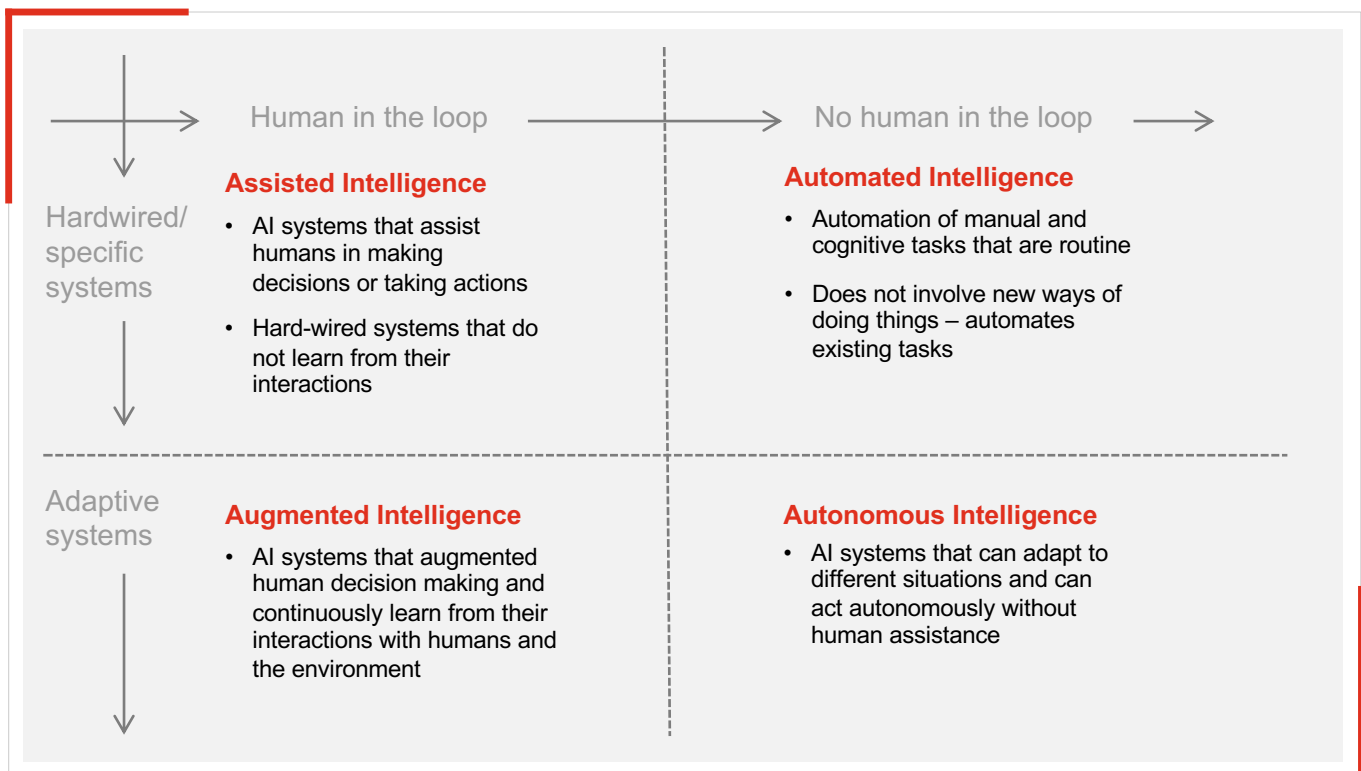 Human in the loop
No human in the loop
Hardwired/
specific
systems
Assisted Intelligence
• AI systems that assist
humans in making
decisions or taking actions
• Hard-wired systems that do
not learn from their
interactions
Automated Intelligence
• Automation of manual and
cognitive tasks that are routine
• Does not involve new ways of
doing things – automates
existing tasks
Adaptive
systems
Augmented Intelligence
• AI systems that augmented
human decision making and
continuously learn from their
interactions with humans and
the environment
Autonomous Intelligence
• AI systems that can adapt to
different situations and can
act autonomously without
human assistance